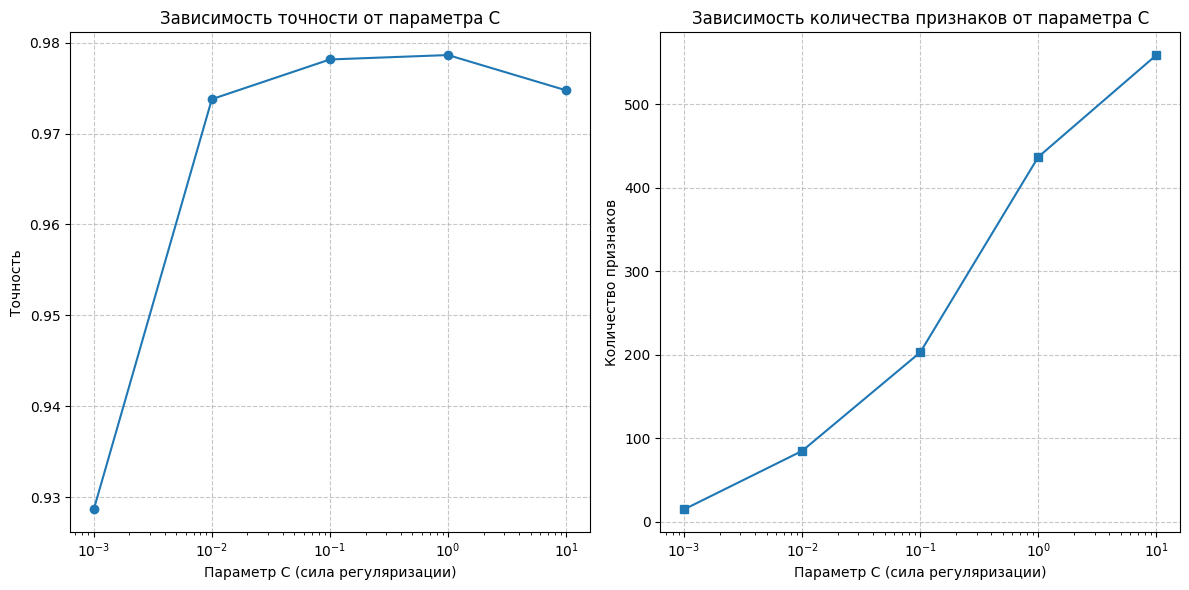 Зависимость точности от параметра C
0.98
0.97
0.96
0.95
0.94
0.93
Точность
10⁻³ 10⁻² 10⁻¹ 10⁰ 10¹
Параметр C (сила регуляризации)
Зависимость количества признаков от параметра C
500
400
300
200
100
0
Количество признаков
10⁻³ 10⁻² 10⁻¹ 10⁰ 10¹
Параметр C (сила регуляризации)